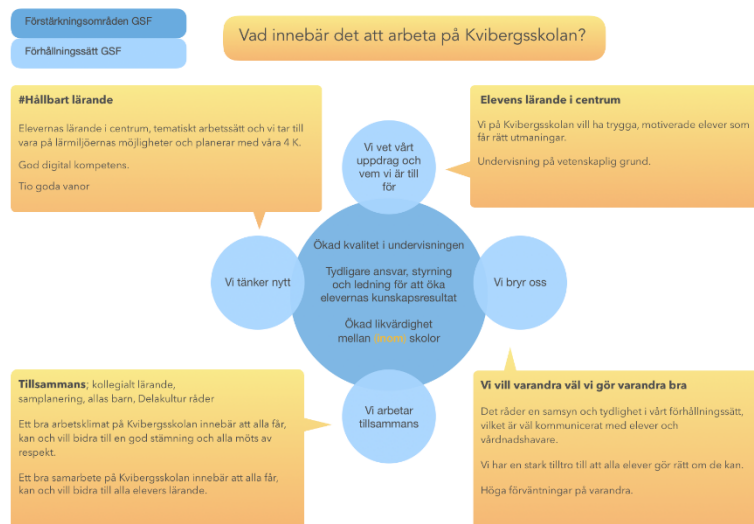 Förstärkningsområden GSF
Förhållningssätt GSF
Vad innebär det att arbeta på Kvibergsskolan?
#Hållbart lärande
Elevernas lärande i centrum, tematiskt arbetssätt och vi tar till
vara på lärmiljöernas möjligheter och planerar med våra 4 K.
God digital kompetens.
Tio goda vanor
Elevens lärande i centrum
Vi på Kvibergsskolan vill ha trygga, motiverade elever som
får rätt utmaningar.
Undervisning på vetenskaplig grund.
Vi vet vårt
uppdrag och
vem vi är till
för
Vi tänker nytt
Ökad kvalitet i undervisningen
Tydligare ansvar, styrning
och ledning för att öka
elevernas kunskapsresultat
Ökad likvärdighet
mellan (inom) skolor
Vi bryr oss
Vi arbetar
tillsammans
Tillsammans; kollegialt lärande,
samplanering, allas barn, Delakultur råder
Ett bra arbetsklimat på Kvibergsskolan innebär att alla får,
kan och vill bidra till en god stämning och alla möts av
respekt.
Ett bra samarbete på Kvibergsskolan innebär att alla får,
kan och vill bidra till alla elevers lärande.
Vi vill varandra väl vi gör varandra bra
Det råder en samsyn och tydlighet i vårt förhållningssätt,
vilket är väl kommunicerat med elever och
vårdnadshavare.
Vi har en stark tilltro till att alla elever gör rätt om de kan.
Höga förväntningar på varandra.